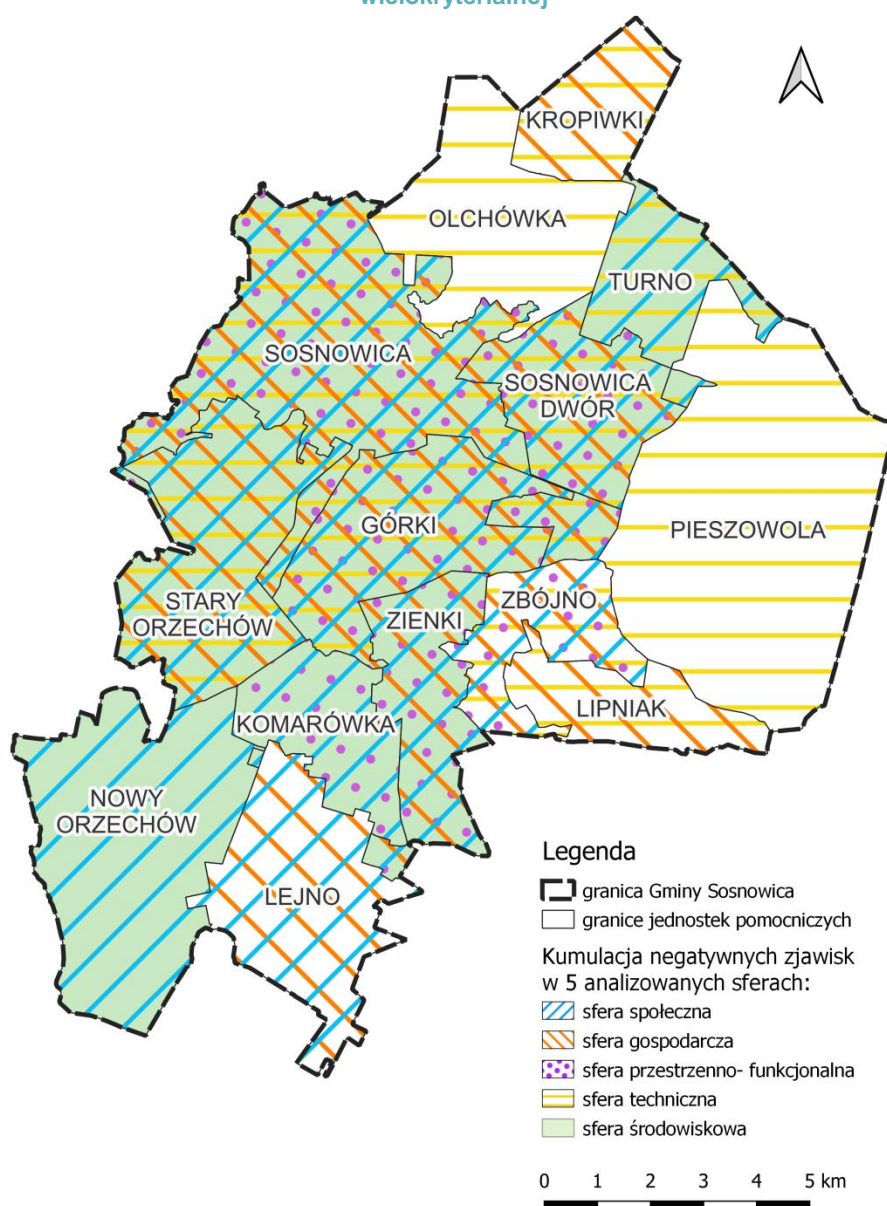 wielokryterialnej
KROPIWKI
OLCHÓWKA
TURNO
SOSNOWICA
SOSNOWICA
DWÓR
GÓRKI
PIESZOWOLA
STARY
ORZECHÓW
ZIENKI
ZBÓJNO
LIPNIAK
KOMARÓWKA
NOWY
ORZECHÓW
LEJNO
Legenda
granica Gminy Sosnowica
granice jednostek pomocniczych
Kumulacja negatywnych zjawisk
w 5 analizowanych sferach:
sfera społeczna
sfera gospodarcza
sfera przestrzenno- funkcjonalna
sfera techniczna
sfera środowiskowa
0 1 2 3 4 5 km